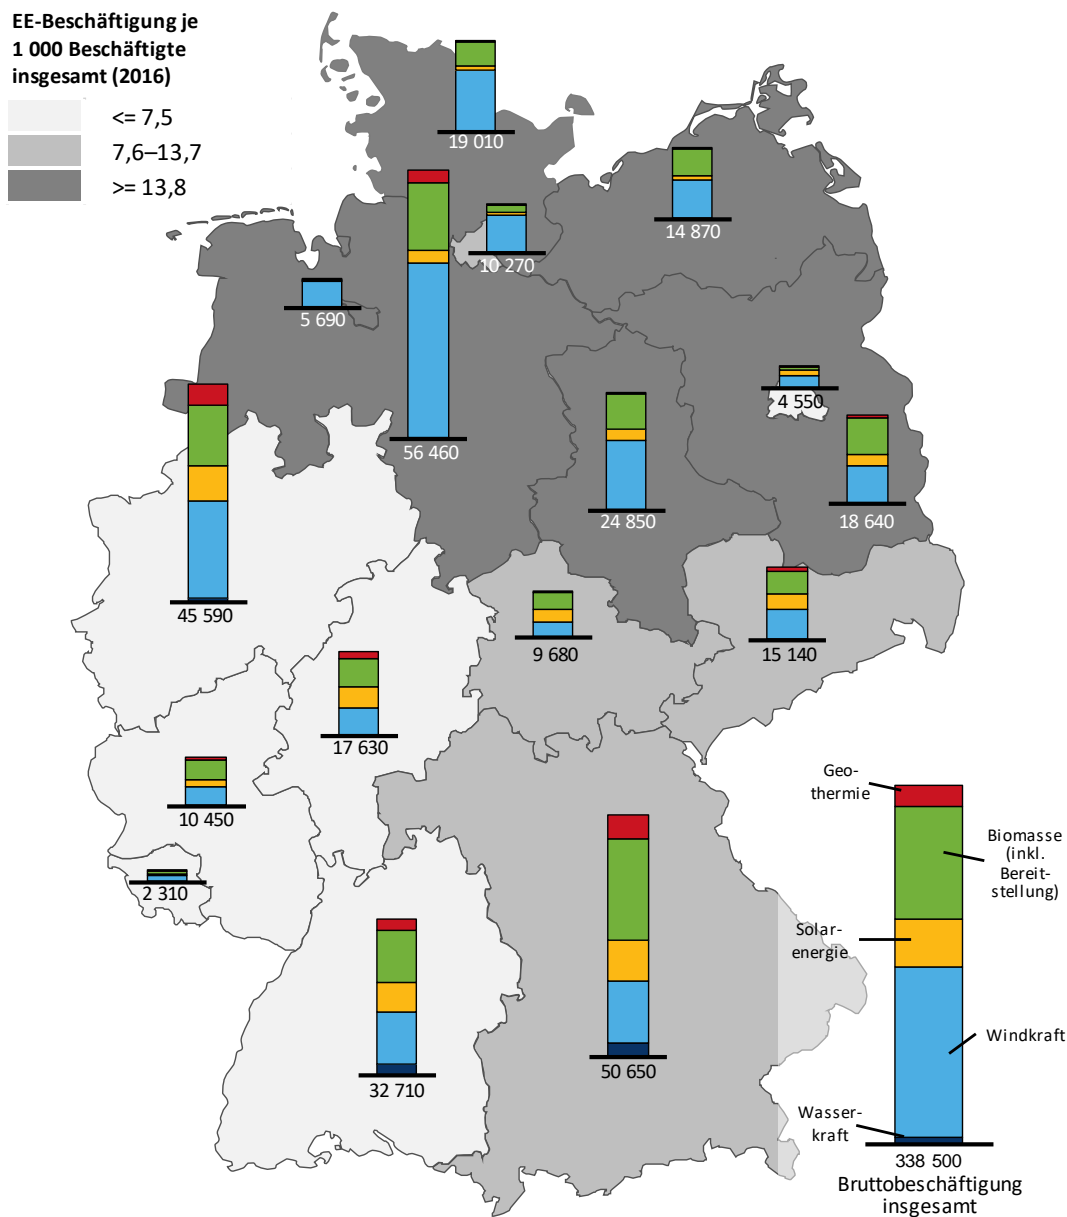 EE-Beschäftigung je
1 000 Beschäftigte
insgesamt (2016)
<= 7,5
7,6–13,7
>= 13,8
19 010
14 870
10 270
5 690
4 550
56 460
24 850
18 640
45 590
9 680
15 140
17 630
10 450
2 310
32 710
50 650
Geo-
thermie
Biomasse
(inkl.
Bereit-
stellung)
Solar-
energie
Windkraft
Wasser-
kraft
338 500
Bruttobeschäftigung
insgesamt